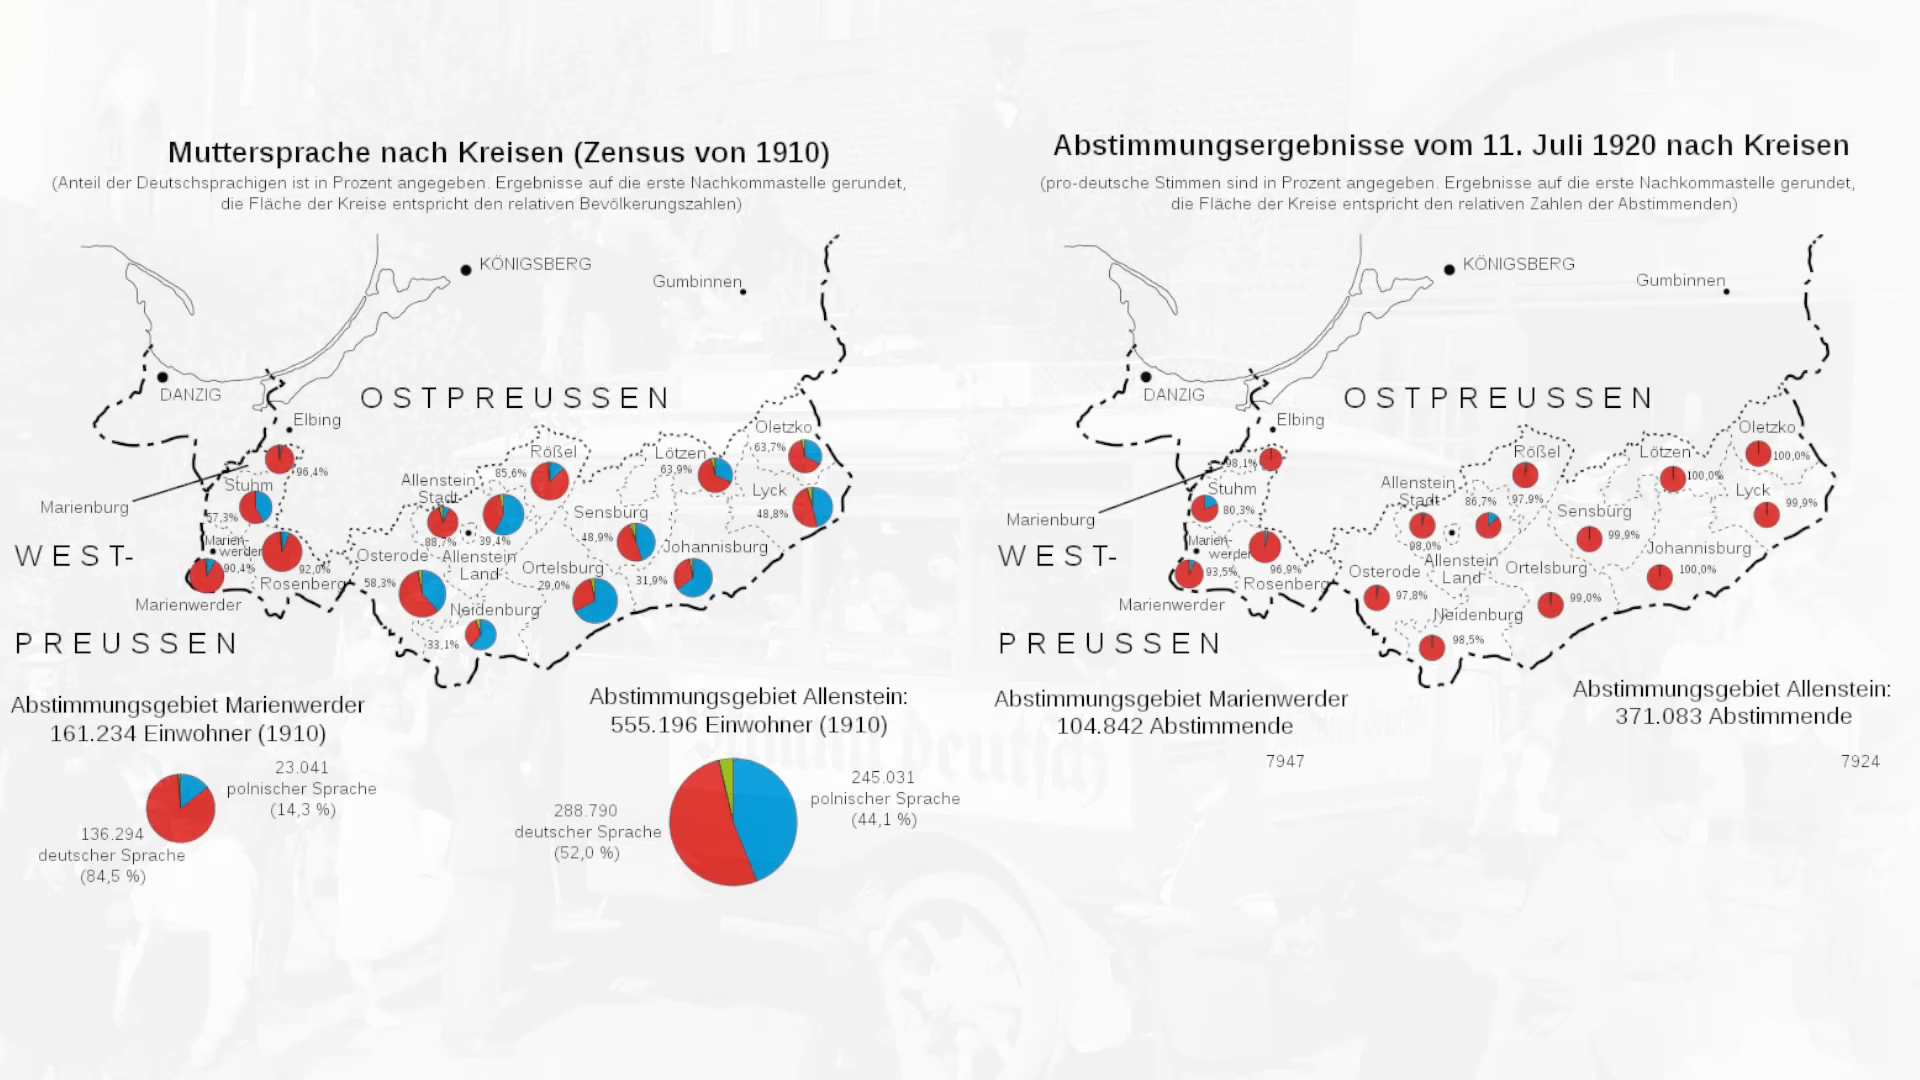 Muttersprache nach Kreisen (Zensus von 1910)
(Anteil der Deutschsprachigen ist in Prozent angegeben. Ergebnisse auf die erste Nachkommastelle gerundet,
die Fläche der Kreise entspricht den relativen Bevölkerungszahlen)
KÖNIGSBERG
Gumbinnen
DANZIG
OSTPREUSSEN
Elbing
Oletzko
63,7%
Rößel
85,6%
Lötzen
63,9%
96,4%
Allenstein
Stadt
88,7%
Stuhm
57,3%
Lyck
48,8%
Marienburg
39,4%
Sensburg
48,9%
Marien-
werder
90,4%
92,0%
WEST-
Osterode
58,3%
Allenstein
Land
Johannisburg
31,9%
Ortelsburg
29,0%
Rosenberg
Marienwerder
Neidenburg
33,1%
PREUSSEN
Abstimmungsgebiet Marienwerder
161.234 Einwohner (1910)
23.041
polnischer Sprache
(14,3 %)
136.294
deutscher Sprache
(84,5 %)
Abstimmungsgebiet Allenstein:
555.196 Einwohner (1910)
245.031
polnischer Sprache
(44,1 %)
288.790
deutscher Sprache
(52,0 %)
Abstimmungsergebnisse vom 11. Juli 1920 nach Kreisen
(pro-deutsche Stimmen sind in Prozent angegeben. Ergebnisse auf die erste Nachkommastelle gerundet,
die Fläche der Kreise entspricht den relativen Zahlen der Abstimmenden)
KÖNIGSBERG
Gumbinnen
DANZIG
OSTPREUSSEN
Elbing
Oletzko
100,0%
Rößel
97,9%
Lötzen
100,0%
98,1%
Allenstein
Stadt
98,0%
86,7%
Stuhm
80,3%
Lyck
99,9%
Marienburg
Sensburg
99,9%
Marien-
werder
93,5%
96,9%
WEST-
Johannisburg
100,0%
Allenstein
Land
Osterode
97,8%
Ortelsburg
99,0%
Rosenberg
Marienwerder
Neidenburg
98,5%
PREUSSEN
Abstimmungsgebiet Marienwerder
104.842 Abstimmende
7947
Abstimmungsgebiet Allenstein:
371.083 Abstimmende
7924
deutsch